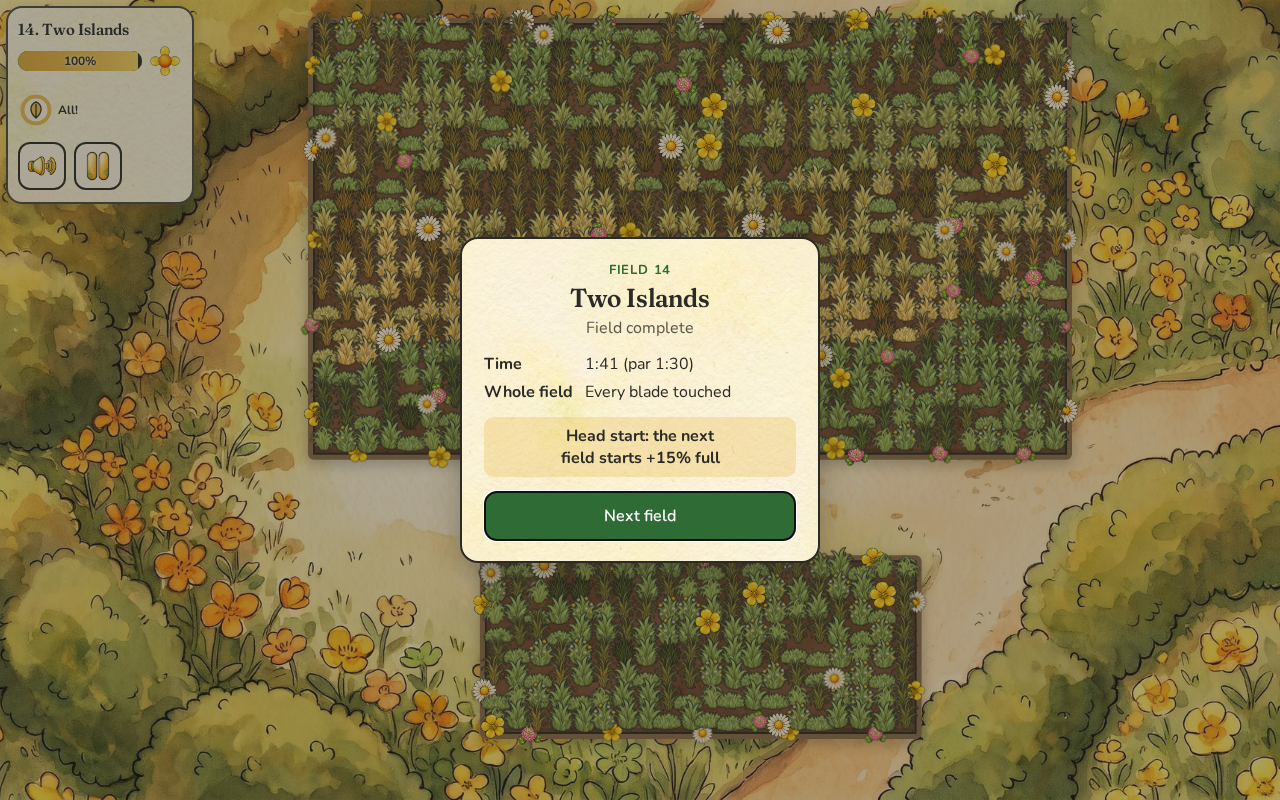 14. Two Islands
100%
All!
FIELD 14
Two Islands
Field complete
Time 1:41 (par 1:30)
Whole field Every blade touched
Head start: the next
field starts +15% full
Next field